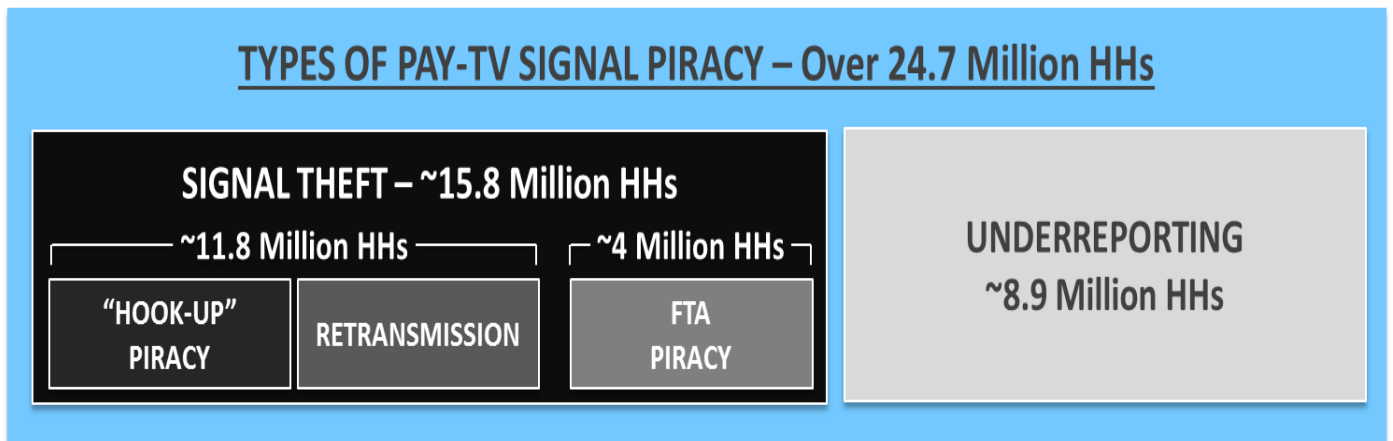 TYPES OF PAY-TV SIGNAL PIRACY – Over 24.7 Million HHs
SIGNAL THEFT – ~15.8 Million HHs
~11.8 Million HHs
~4 Million HHs
“HOOK-UP”
PIRACY
RETRANSMISSION
FTA
PIRACY
UNDERREPORTING
~8.9 Million HHs